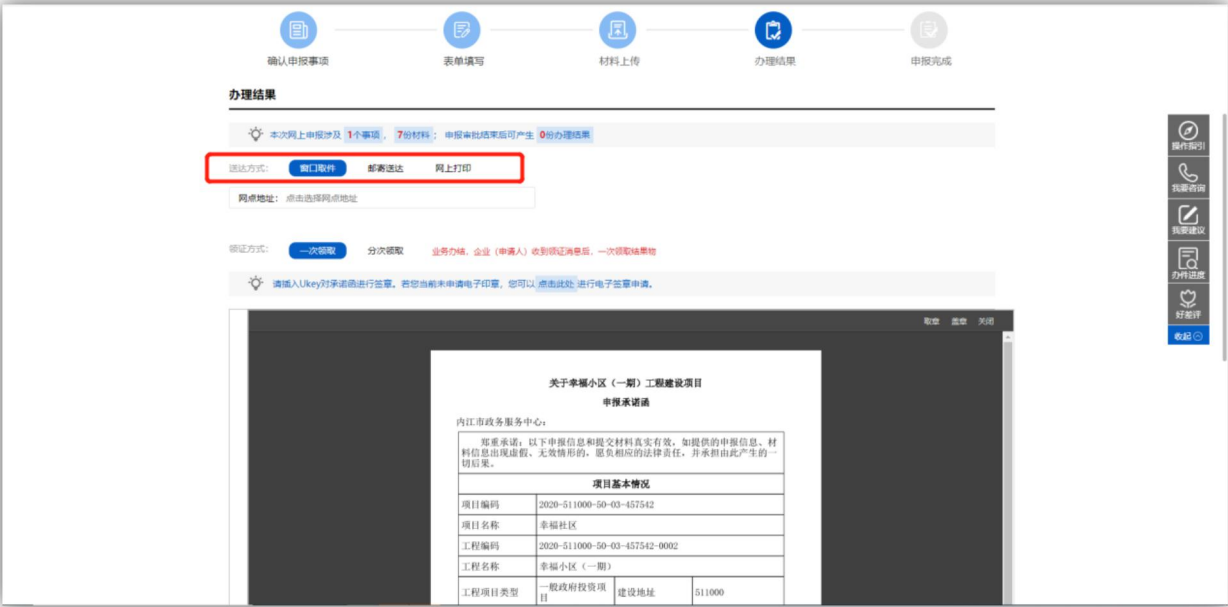 确认申报事项 表单填写 材料上传 办理结果 申报完成
办理结果
本次网上申报涉及 1个事项， 7份材料； 申报审批结束后可产生 0份办理结果
送达方式： 窗口取件 邮寄送达 网上打印
网点地址： 点击选择网点地址
领证方式： 一次领取 分次领取 业务办结，企业（申请人）收到领证消息后，一次领取结果物
请插入Ukey对承诺函进行签章。若您当前未申请电子印章，您可以 点击此处 进行电子签章申请。
取章 盖章 关闭
关于幸福小区（一期）工程建设项目
申报承诺函
内江市政务服务中心：
郑重承诺：以下申报信息和提交材料真实有效，如提供的申报信息、材
料信息出现虚假、无效情形的，愿负相应的法律责任，并承担由此产生的一
切后果。
项目基本情况
项目编码 2020-511000-50-03-457542
项目名称 幸福社区
工程编码 2020-511000-50-03-457542-0002
工程名称 幸福小区（一期）
工程项目类型 一般政府投资项目 建设地址 511000
操作指引
我要咨询
我要建议
办件进度
好差评
收起